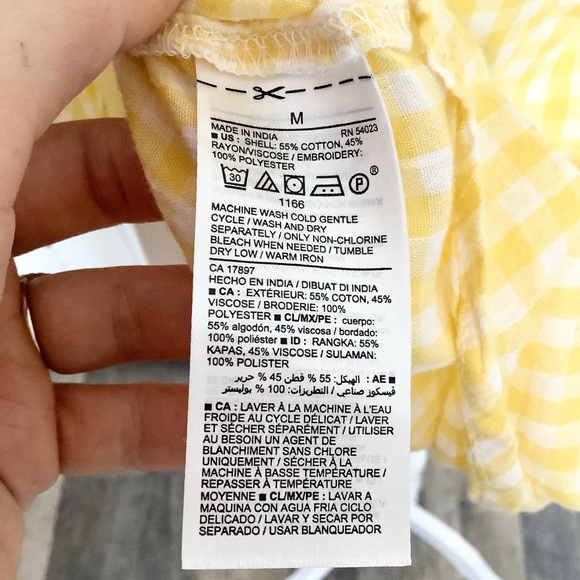 M
MADE IN INDIA RN 54023
■ US : SHELL: 55% COTTON, 45%
RAYON/VISCOSE / EMBROIDERY:
100% POLYESTER
30 P ®
1166
MACHINE WASH COLD GENTLE
CYCLE / WASH AND DRY
SEPARATELY / ONLY NON-CHLORINE
BLEACH WHEN NEEDED / TUMBLE
DRY LOW / WARM IRON
CA 17897
HECHO EN INDIA / DIBUAT DI INDIA
■ CA : EXTÉRIEUR: 55% COTON, 45%
VISCOSE / BRODERIE: 100%
POLYESTER ■ CL/MX/PE : cuerpo:
55% algodón, 45% viscosa / bordado:
100% poliéster ■ ID : RANGKA: 55%
KAPAS, 45% VISCOSE / SULAMAN:
100% POLISTER
■ AE : الهيكل: 55 % قطن 45 % حرير
فيسكوز صناعي / التطريزات: 100 % بوليستر
■ CA : LAVER À LA MACHINE À L'EAU
FROIDE AU CYCLE DÉLICAT / LAVER
ET SÉCHER SÉPARÉMENT / UTILISER
AU BESOIN UN AGENT DE
BLANCHIMENT SANS CHLORE
UNIQUEMENT / SÉCHER À LA
MACHINE À BASSE TEMPÉRATURE /
REPASSER À TEMPÉRATURE
MOYENNE ■ CL/MX/PE : LAVAR A
MAQUINA CON AGUA FRIA CICLO
DELICADO / LAVAR Y SECAR POR
SEPARADO / USAR BLANQUEADOR